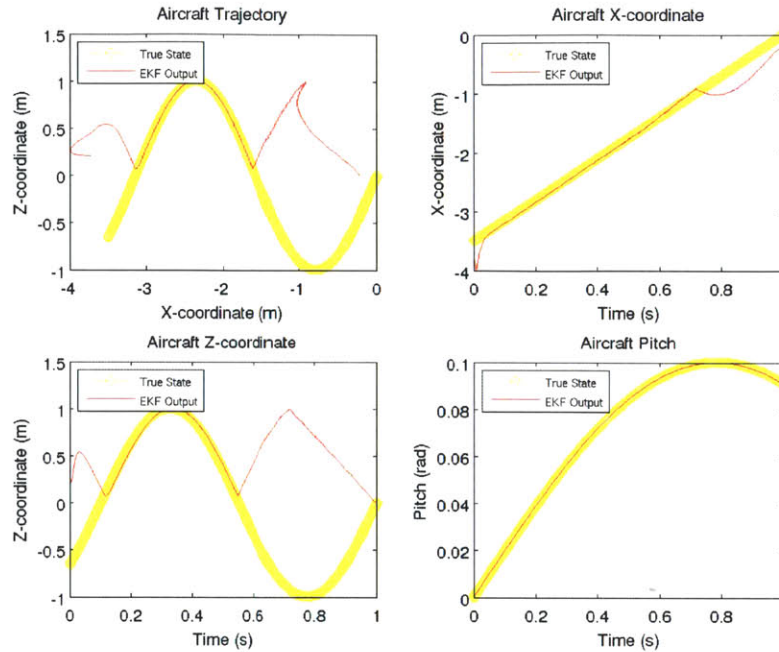 Aircraft Trajectory
1.5
1
0.5
0
-0.5
-1
-4
-3
-2
-1
0
Z-coordinate (m)
X-coordinate (m)
True State
EKF Output
Aircraft X-coordinate
0
-1
-2
-3
-4
0
0.2
0.4
0.6
0.8
X-coordinate (m)
Time (s)
True State
EKF Output
Aircraft Z-coordinate
1.5
1
0.5
0
-0.5
-1
0
0.2
0.4
0.6
0.8
1
Z-coordinate (m)
Time (s)
True State
EKF Output
Aircraft Pitch
0.1
0.08
0.06
0.04
0.02
0
0
0.2
0.4
0.6
0.8
Pitch (rad)
Time (s)
True State
EKF Output